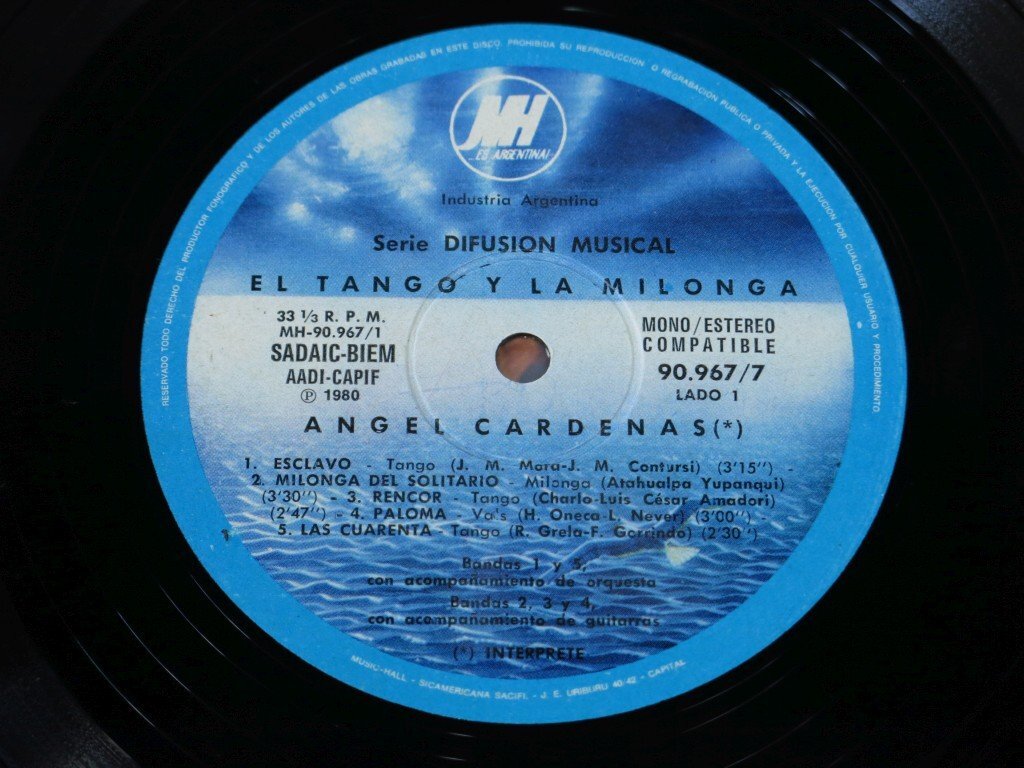 RESERVADO TODO DERECHO DEL PRODUCTOR FONOGRAFICO Y DE LOS AUTORES DE LAS OBRAS GRABADAS EN ESTE DISCO. PROHIBIDA SU REPRODUCCION O REGRABACION PUBLICA O PRIVADA Y LA EJECUCION POR CUALQUIER USUARIO Y PROCEDIMIENTO
MH
...ES ARGENTINA!
Industria Argentina
Serie DIFUSION MUSICAL
EL TANGO Y LA MILONGA
33 1/3 R. P. M.
MH-90.967/1
SADAIC-BIEM
AADI-CAPIF
℗ 1980
MONO/ESTEREO
COMPATIBLE
90.967/7
LADO 1
ANGEL CARDENAS(*)
1. ESCLAVO - Tango (J. M. Mara-J. M. Contursi) (3'15'') -
2. MILONGA DEL SOLITARIO - Milonga (Atahualpa Yupanqui)
(3'30'') - 3. RENCOR - Tango (Charlo-Luis César Amadori)
(2'47'') - 4. PALOMA - Va's (H. Oneca-L. Never) (3'00'') -
5. LAS CUARENTA - Tango (R. Grela-F. Gorrindo) (2'30'')
Bandas 1 y 5,
con acompañamiento de orquesta
Bandas 2, 3 y 4,
con acompañamiento de guitarras
(*) INTERPRETE
MUSIC-HALL - SICAMERICANA SACIFI. - J. E. URIBURU 40/42 - CAPITAL